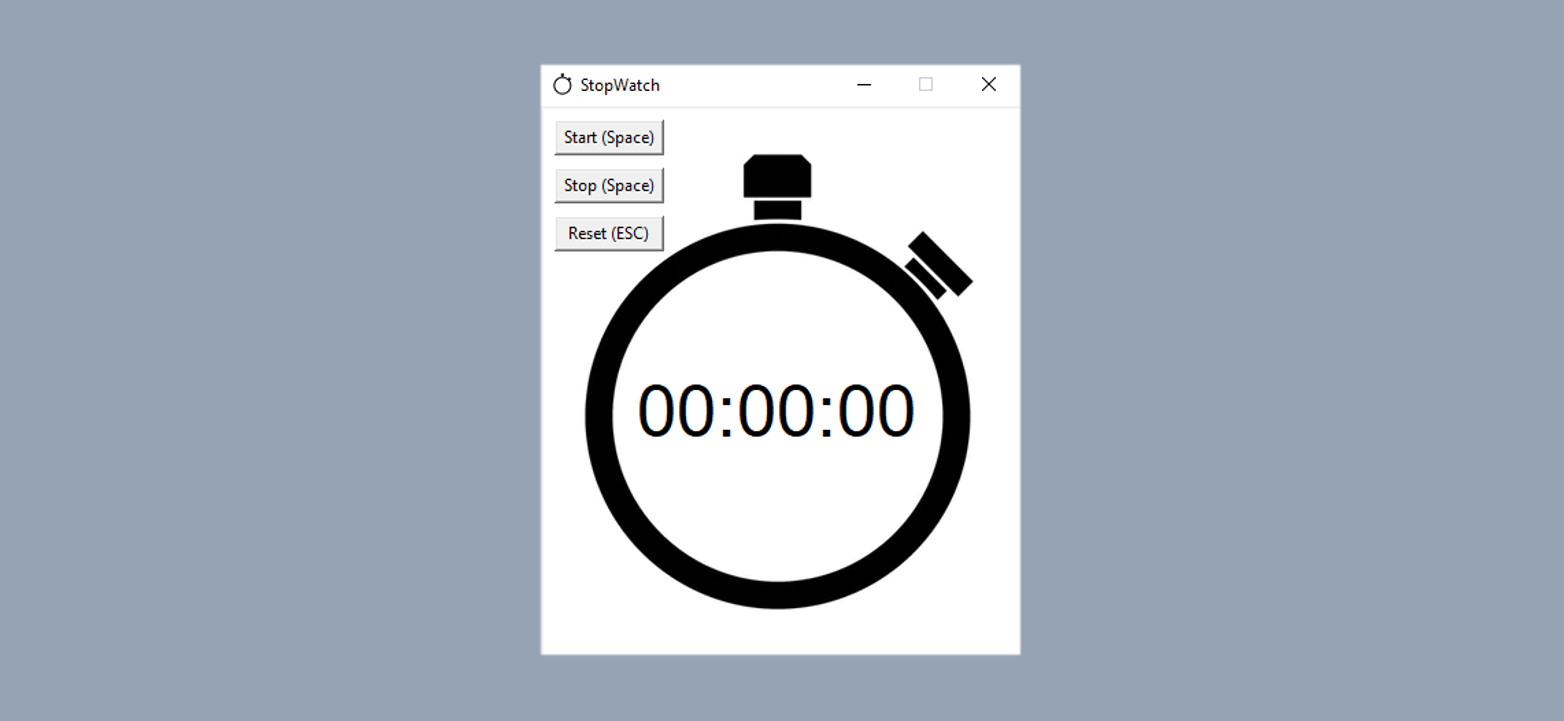 StopWatch
Start (Space)
Stop (Space)
Reset (ESC)
00:00:00